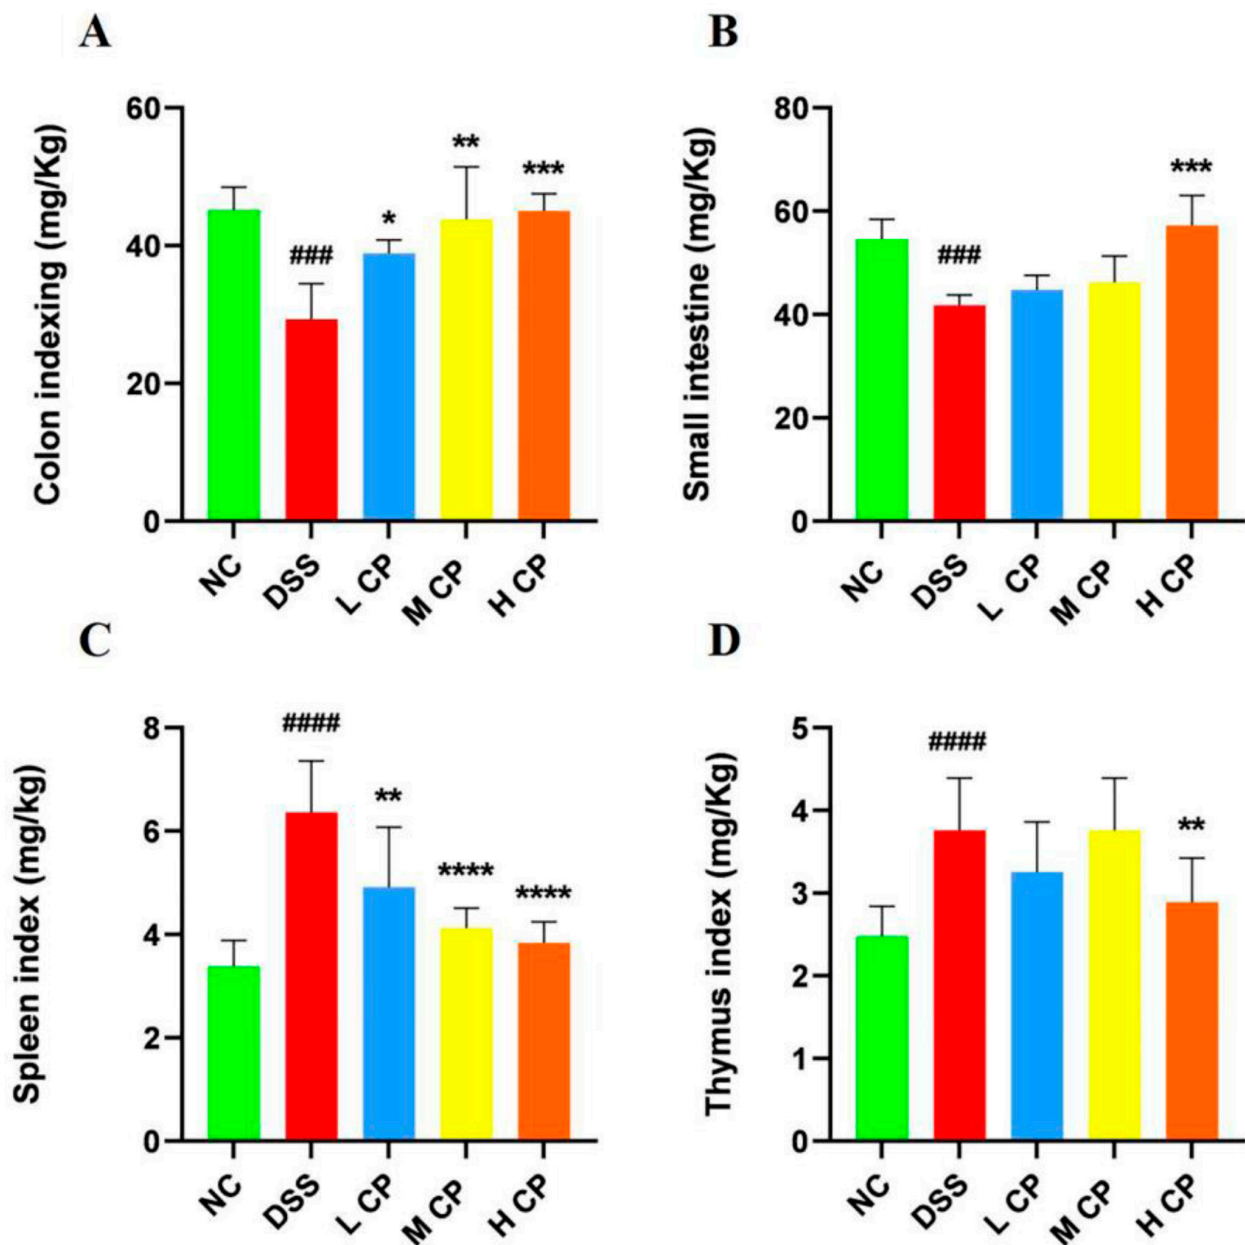 A
Colon indexing (mg/Kg)
60
40
20
0
###
*
**
***
NC
DSS
L CP
M CP
H CP
B
Small intestine (mg/Kg)
80
60
40
20
0
###
***
NC
DSS
L CP
M CP
H CP
C
Spleen index (mg/kg)
8
6
4
2
0
####
**
****
****
NC
DSS
L CP
M CP
H CP
D
Thymus index (mg/Kg)
5
4
3
2
1
0
####
**
NC
DSS
L CP
M CP
H CP